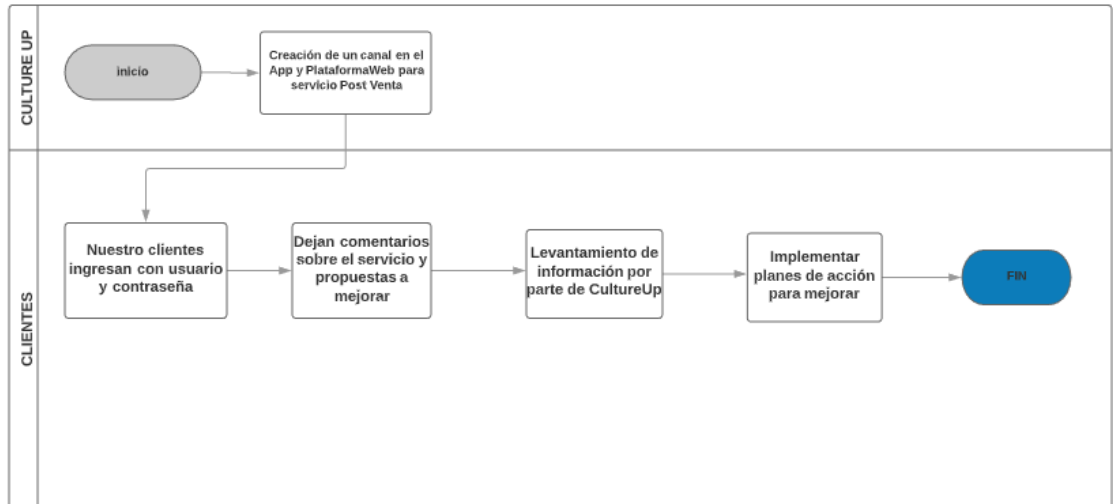 CULTURE UP
inicio
Creación de un canal en el
App y PlataformaWeb para
servicio Post Venta
CLIENTES
Nuestro clientes
ingresan con usuario
y contraseña
Dejan comentarios
sobre el servicio y
propuestas a
mejorar
Levantamiento de
información por
parte de CultureUp
Implementar
planes de acción
para mejorar
FIN